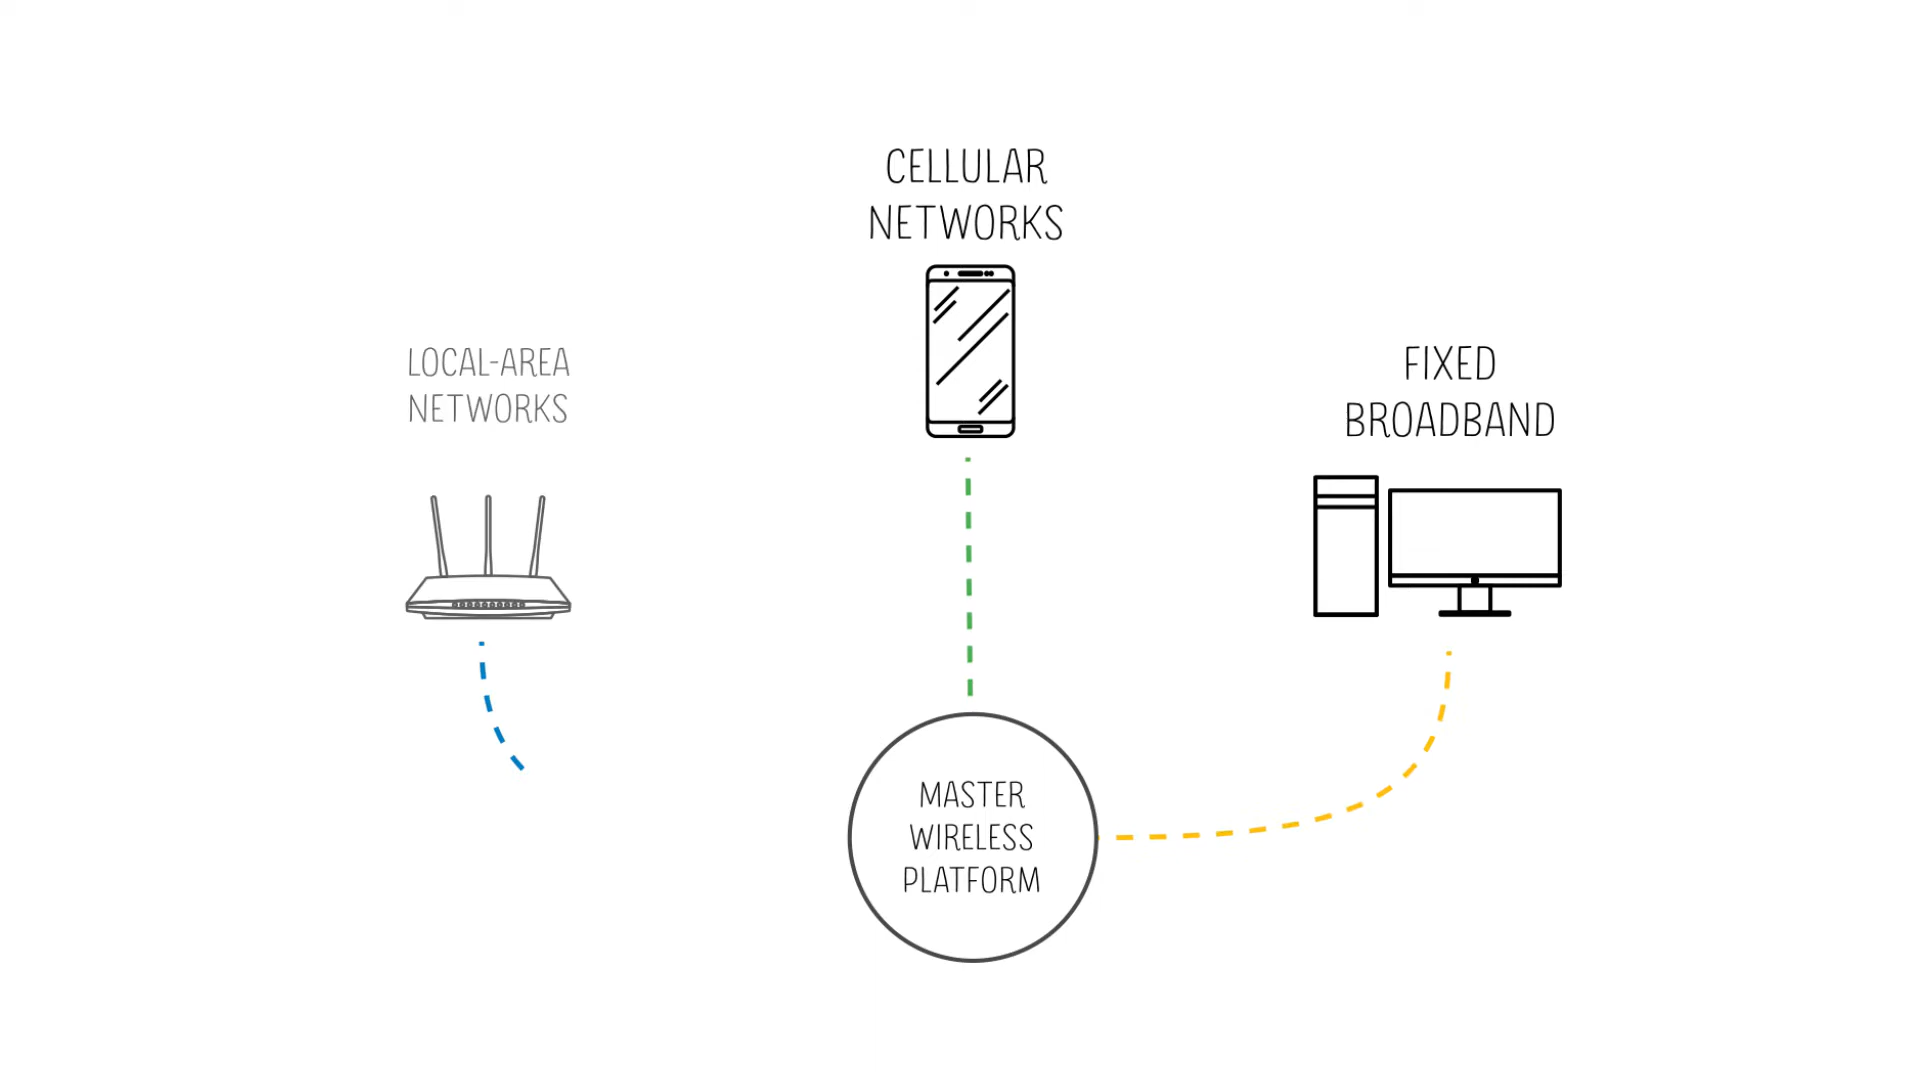 CELLULAR
NETWORKS
LOCAL-AREA
NETWORKS
FIXED
BROADBAND
MASTER
WIRELESS
PLATFORM